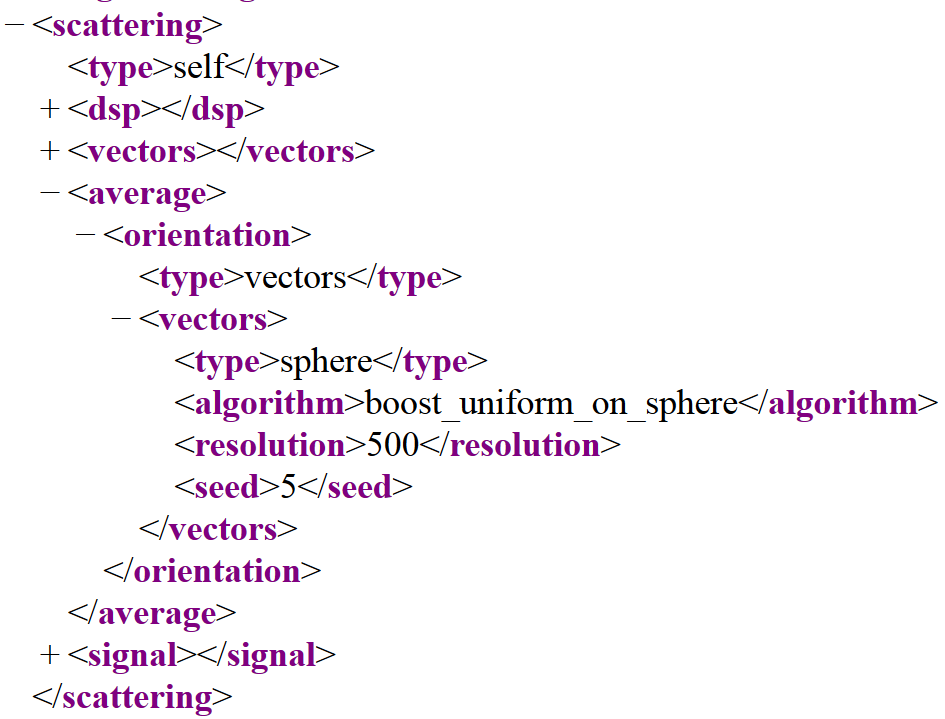 − <scattering>
<type>self</type>
+ <dsp></dsp>
+ <vectors></vectors>
− <average>
− <orientation>
<type>vectors</type>
− <vectors>
<type>sphere</type>
<algorithm>boost_uniform_on_sphere</algorithm>
<resolution>500</resolution>
<seed>5</seed>
</vectors>
</orientation>
</average>
+ <signal></signal>
</scattering>